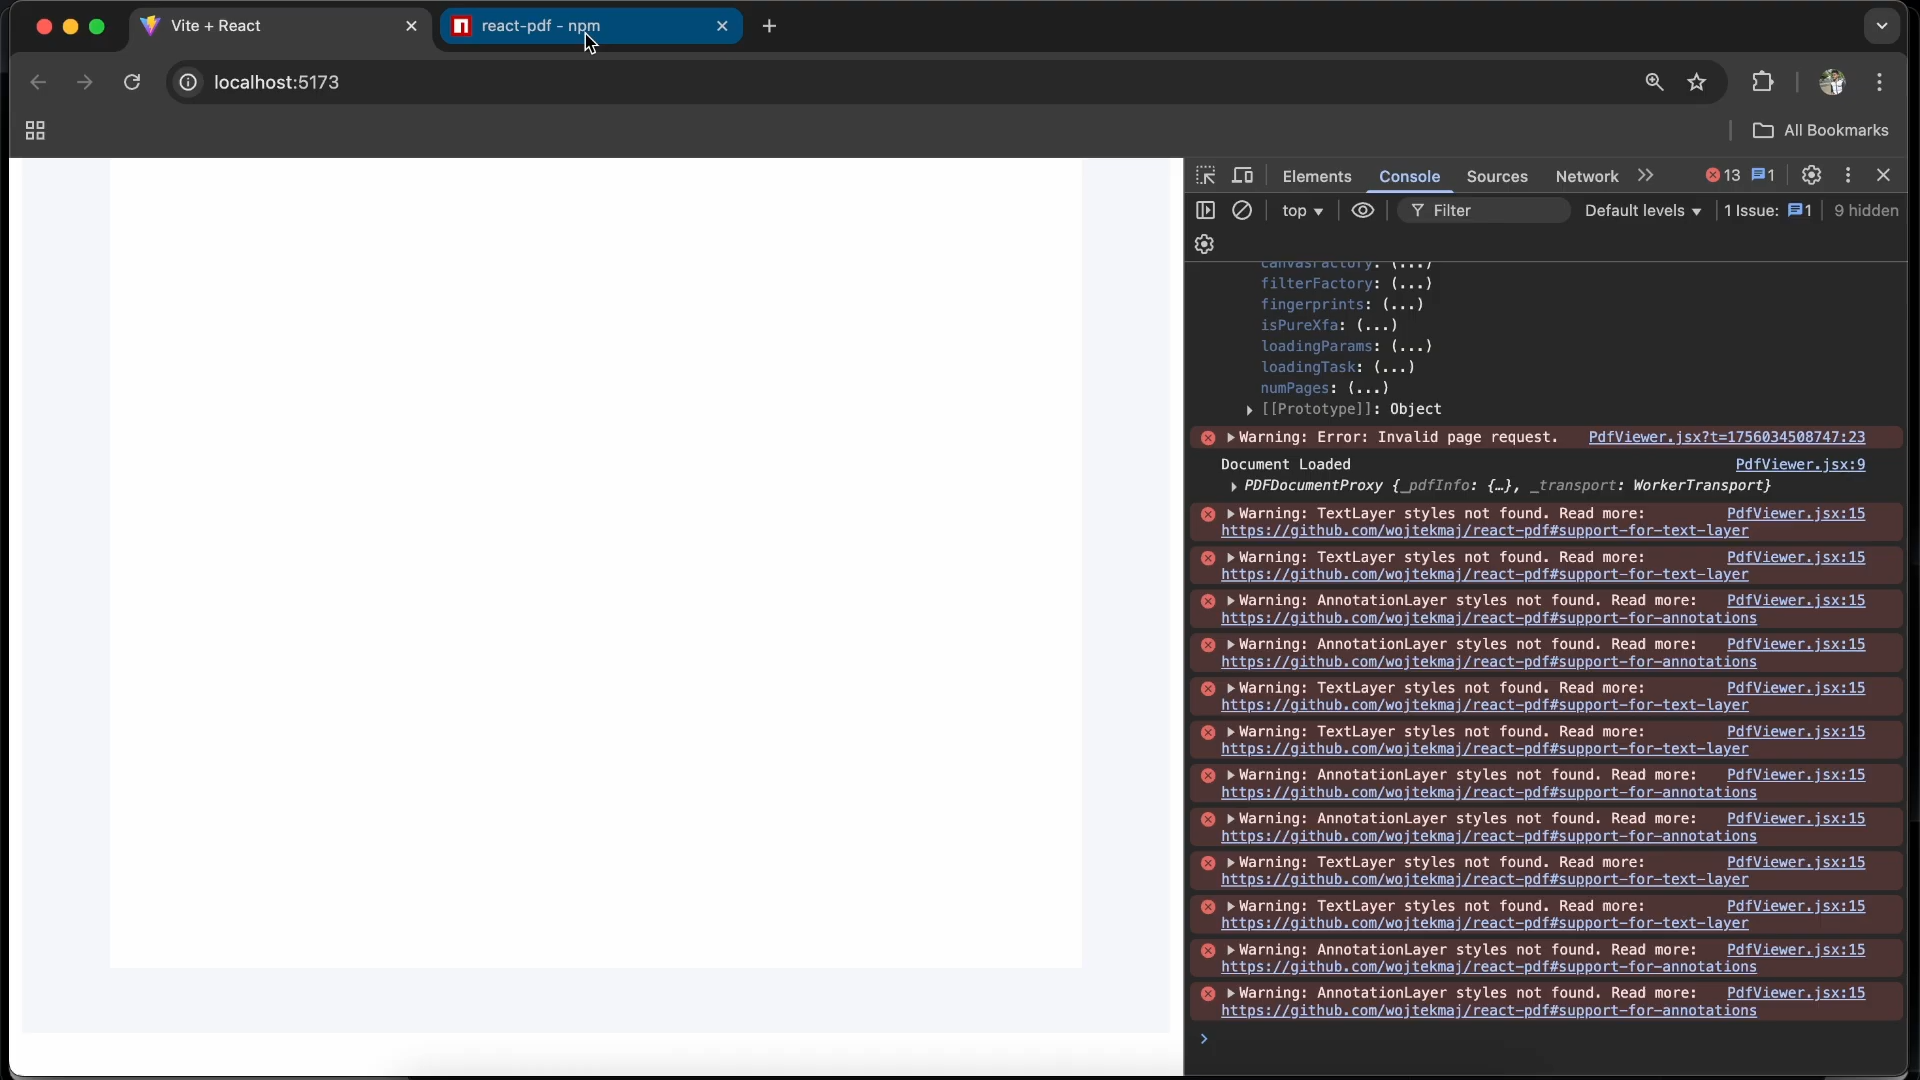 Vite + React
react-pdf - npm
localhost:5173
All Bookmarks
Elements
Console
Sources
Network
13
1
top
Filter
Default levels
1 Issue: 1
9 hidden
canvasFactory: (...)
filterFactory: (...)
fingerprints: (...)
isPureXfa: (...)
loadingParams: (...)
loadingTask: (...)
numPages: (...)
[[Prototype]]: Object
Warning: Error: Invalid page request. PdfViewer.jsx?t=1756034508747:23
Document Loaded PdfViewer.jsx:9
PDFDocumentProxy {_pdfInfo: {…}, _transport: WorkerTransport}
Warning: TextLayer styles not found. Read more: PdfViewer.jsx:15
https://github.com/wojtekmaj/react-pdf#support-for-text-layer
Warning: TextLayer styles not found. Read more: PdfViewer.jsx:15
https://github.com/wojtekmaj/react-pdf#support-for-text-layer
Warning: AnnotationLayer styles not found. Read more: PdfViewer.jsx:15
https://github.com/wojtekmaj/react-pdf#support-for-annotations
Warning: AnnotationLayer styles not found. Read more: PdfViewer.jsx:15
https://github.com/wojtekmaj/react-pdf#support-for-annotations
Warning: TextLayer styles not found. Read more: PdfViewer.jsx:15
https://github.com/wojtekmaj/react-pdf#support-for-text-layer
Warning: TextLayer styles not found. Read more: PdfViewer.jsx:15
https://github.com/wojtekmaj/react-pdf#support-for-text-layer
Warning: AnnotationLayer styles not found. Read more: PdfViewer.jsx:15
https://github.com/wojtekmaj/react-pdf#support-for-annotations
Warning: AnnotationLayer styles not found. Read more: PdfViewer.jsx:15
https://github.com/wojtekmaj/react-pdf#support-for-annotations
Warning: TextLayer styles not found. Read more: PdfViewer.jsx:15
https://github.com/wojtekmaj/react-pdf#support-for-text-layer
Warning: TextLayer styles not found. Read more: PdfViewer.jsx:15
https://github.com/wojtekmaj/react-pdf#support-for-text-layer
Warning: AnnotationLayer styles not found. Read more: PdfViewer.jsx:15
https://github.com/wojtekmaj/react-pdf#support-for-annotations
Warning: AnnotationLayer styles not found. Read more: PdfViewer.jsx:15
https://github.com/wojtekmaj/react-pdf#support-for-annotations